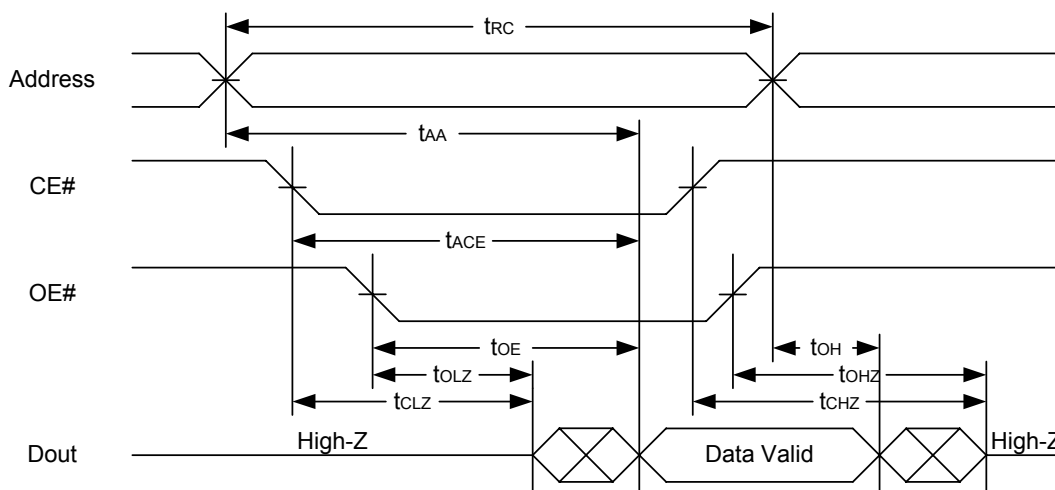 tRC
Address
tAA
CE#
tACE
OE#
tOE
tOH
tOLZ
tOHZ
tCLZ
tCHZ
High-Z
Data Valid
High-Z
Dout